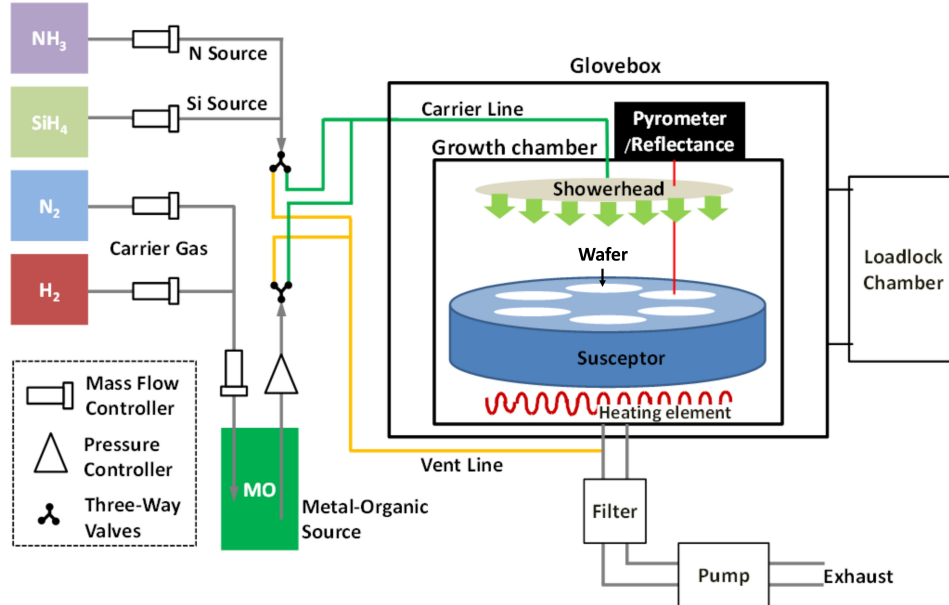 NH3
N Source
SiH4
Si Source
N2
Carrier Gas
H2
Mass Flow
Controller
Pressure
Controller
Three-Way
Valves
MO
Metal-Organic
Source
Glovebox
Carrier Line
Pyrometer
/Reflectance
Growth chamber
Showerhead
Wafer
Susceptor
Heating element
Loadlock
Chamber
Vent Line
Filter
Pump
Exhaust